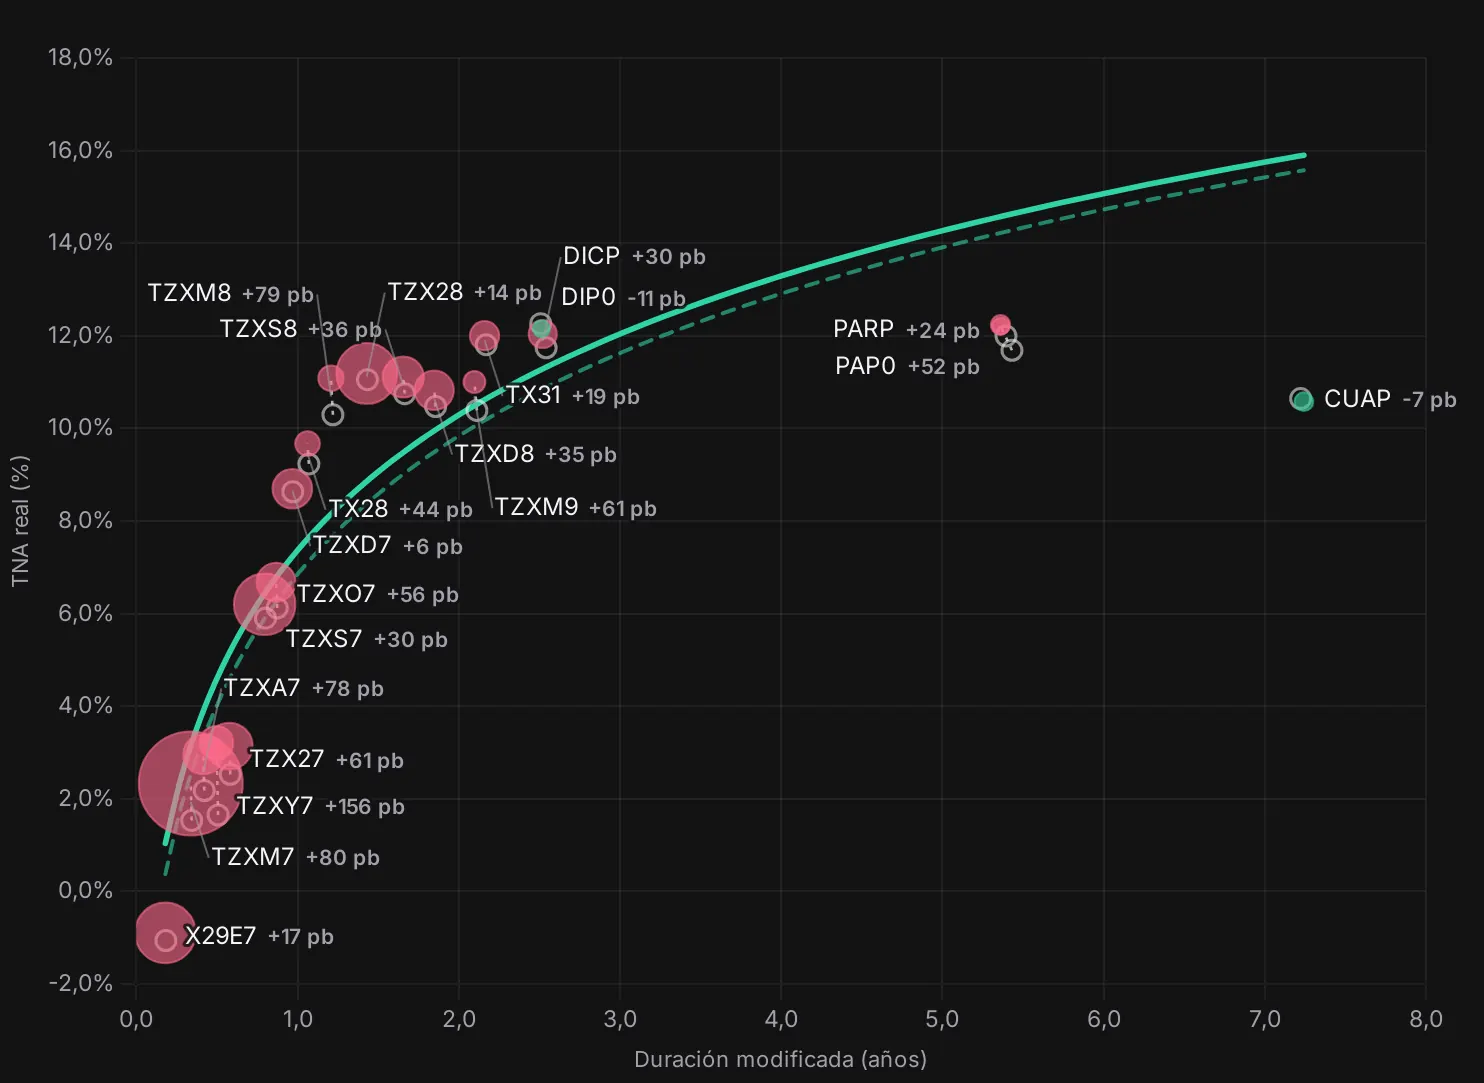 18,0%
16,0%
14,0%
12,0%
10,0%
8,0%
6,0%
4,0%
2,0%
0,0%
-2,0%
TNA real (%)
DICP +30 pb
TZXM8 +79 pb
TZX28 +14 pb
DIP0 -11 pb
TZXS8 +36 pb
PARP +24 pb
PAP0 +52 pb
TX31 +19 pb
CUAP -7 pb
TZXD8 +35 pb
TX28 +44 pb
TZXM9 +61 pb
TZXD7 +6 pb
TZXO7 +56 pb
TZXS7 +30 pb
TZXA7 +78 pb
TZX27 +61 pb
TZXY7 +156 pb
TZXM7 +80 pb
X29E7 +17 pb
0,0 1,0 2,0 3,0 4,0 5,0 6,0 7,0 8,0
Duración modificada (años)